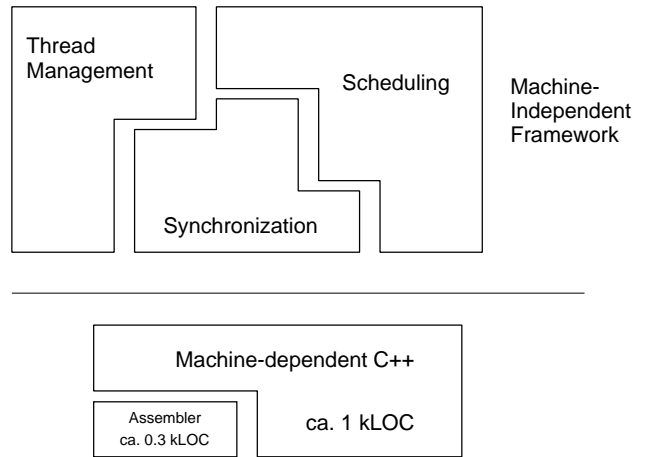 Thread
Management
Scheduling
Machine-
Independent
Framework
Synchronization
Machine-dependent C++
Assembler
ca. 0.3 kLOC
ca. 1 kLOC